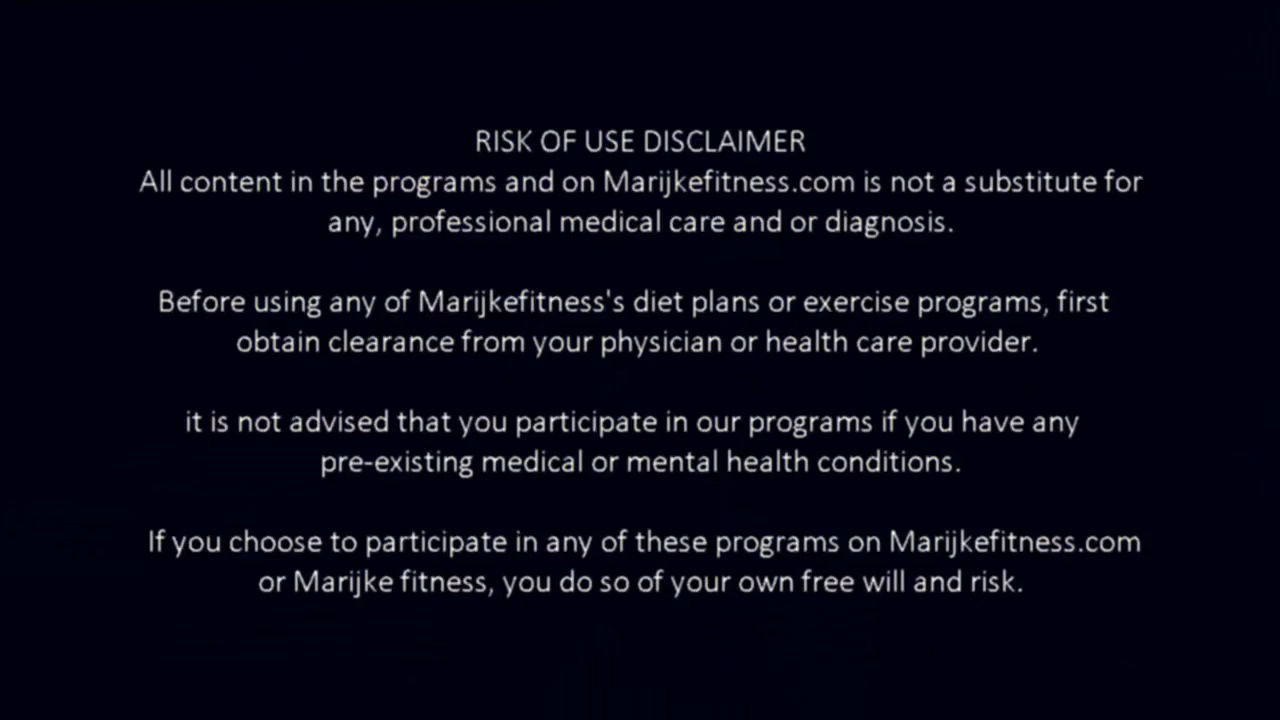 RISK OF USE DISCLAIMER
All content in the programs and on Marijkefitness.com is not a substitute for
any, professional medical care and or diagnosis.
Before using any of Marijkefitness's diet plans or exercise programs, first
obtain clearance from your physician or health care provider.
it is not advised that you participate in our programs if you have any
pre-existing medical or mental health conditions.
If you choose to participate in any of these programs on Marijkefitness.com
or Marijke fitness, you do so of your own free will and risk.